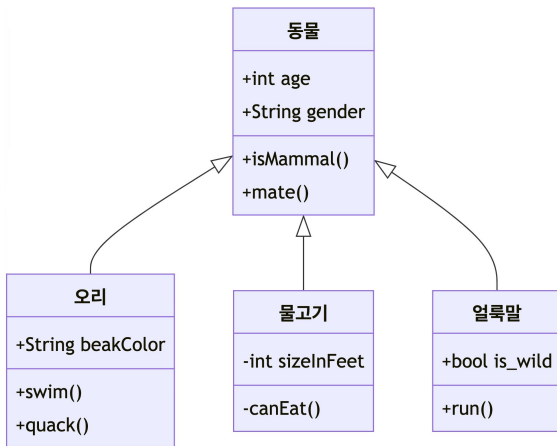 동물
+int age
+String gender
+isMammal()
+mate()
오리
+String beakColor
+swim()
+quack()
물고기
-int sizeInFeet
-canEat()
얼룩말
+bool is_wild
+run()